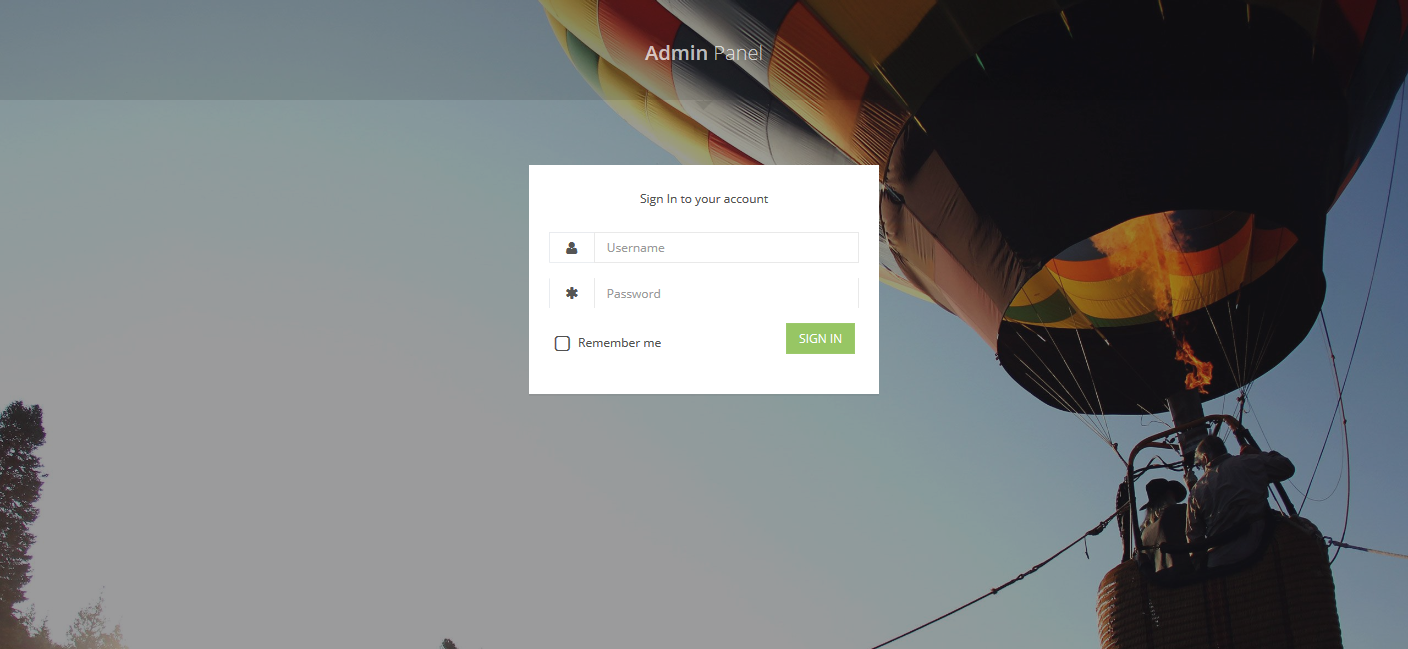 Admin Panel
Sign In to your account
Username
Password
Remember me
SIGN IN